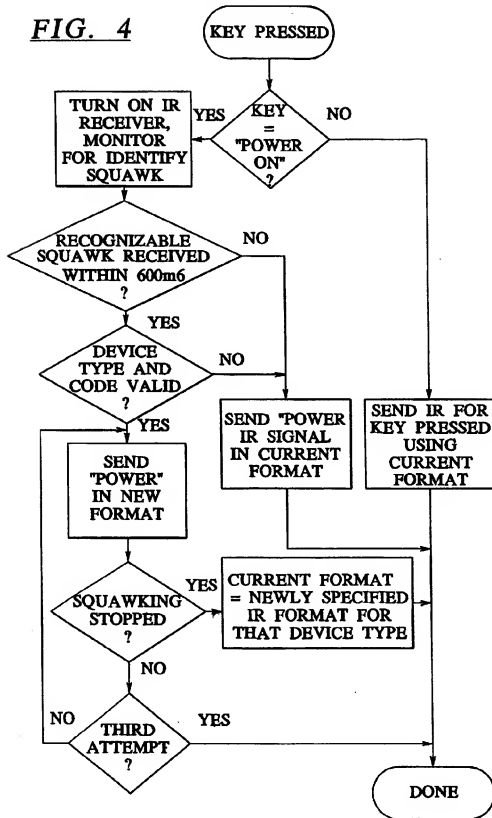 FIG. 4
KEY PRESSED
KEY
=
"POWER
ON"
?
YES
NO
TURN ON IR
RECEIVER,
MONITOR
FOR IDENTIFY
SQUAWK
RECOGNIZABLE
SQUAWK RECEIVED
WITHIN 600m6
?
NO
YES
DEVICE
TYPE AND
CODE VALID
?
NO
YES
SEND "POWER
IR SIGNAL
IN CURRENT
FORMAT
SEND IR FOR
KEY PRESSED
USING
CURRENT
FORMAT
SEND
"POWER"
IN NEW
FORMAT
SQUAWKING
STOPPED
?
YES
NO
CURRENT FORMAT
= NEWLY SPECIFIED
IR FORMAT FOR
THAT DEVICE TYPE
THIRD
ATTEMPT
?
NO
YES
DONE